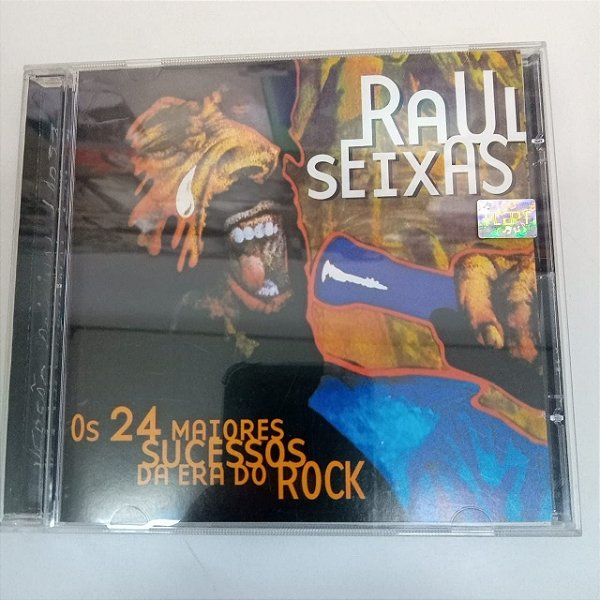 RAUL
SEIXAS
Os 24 MAIORES
SUCESSOS
DA ERA DO ROCK